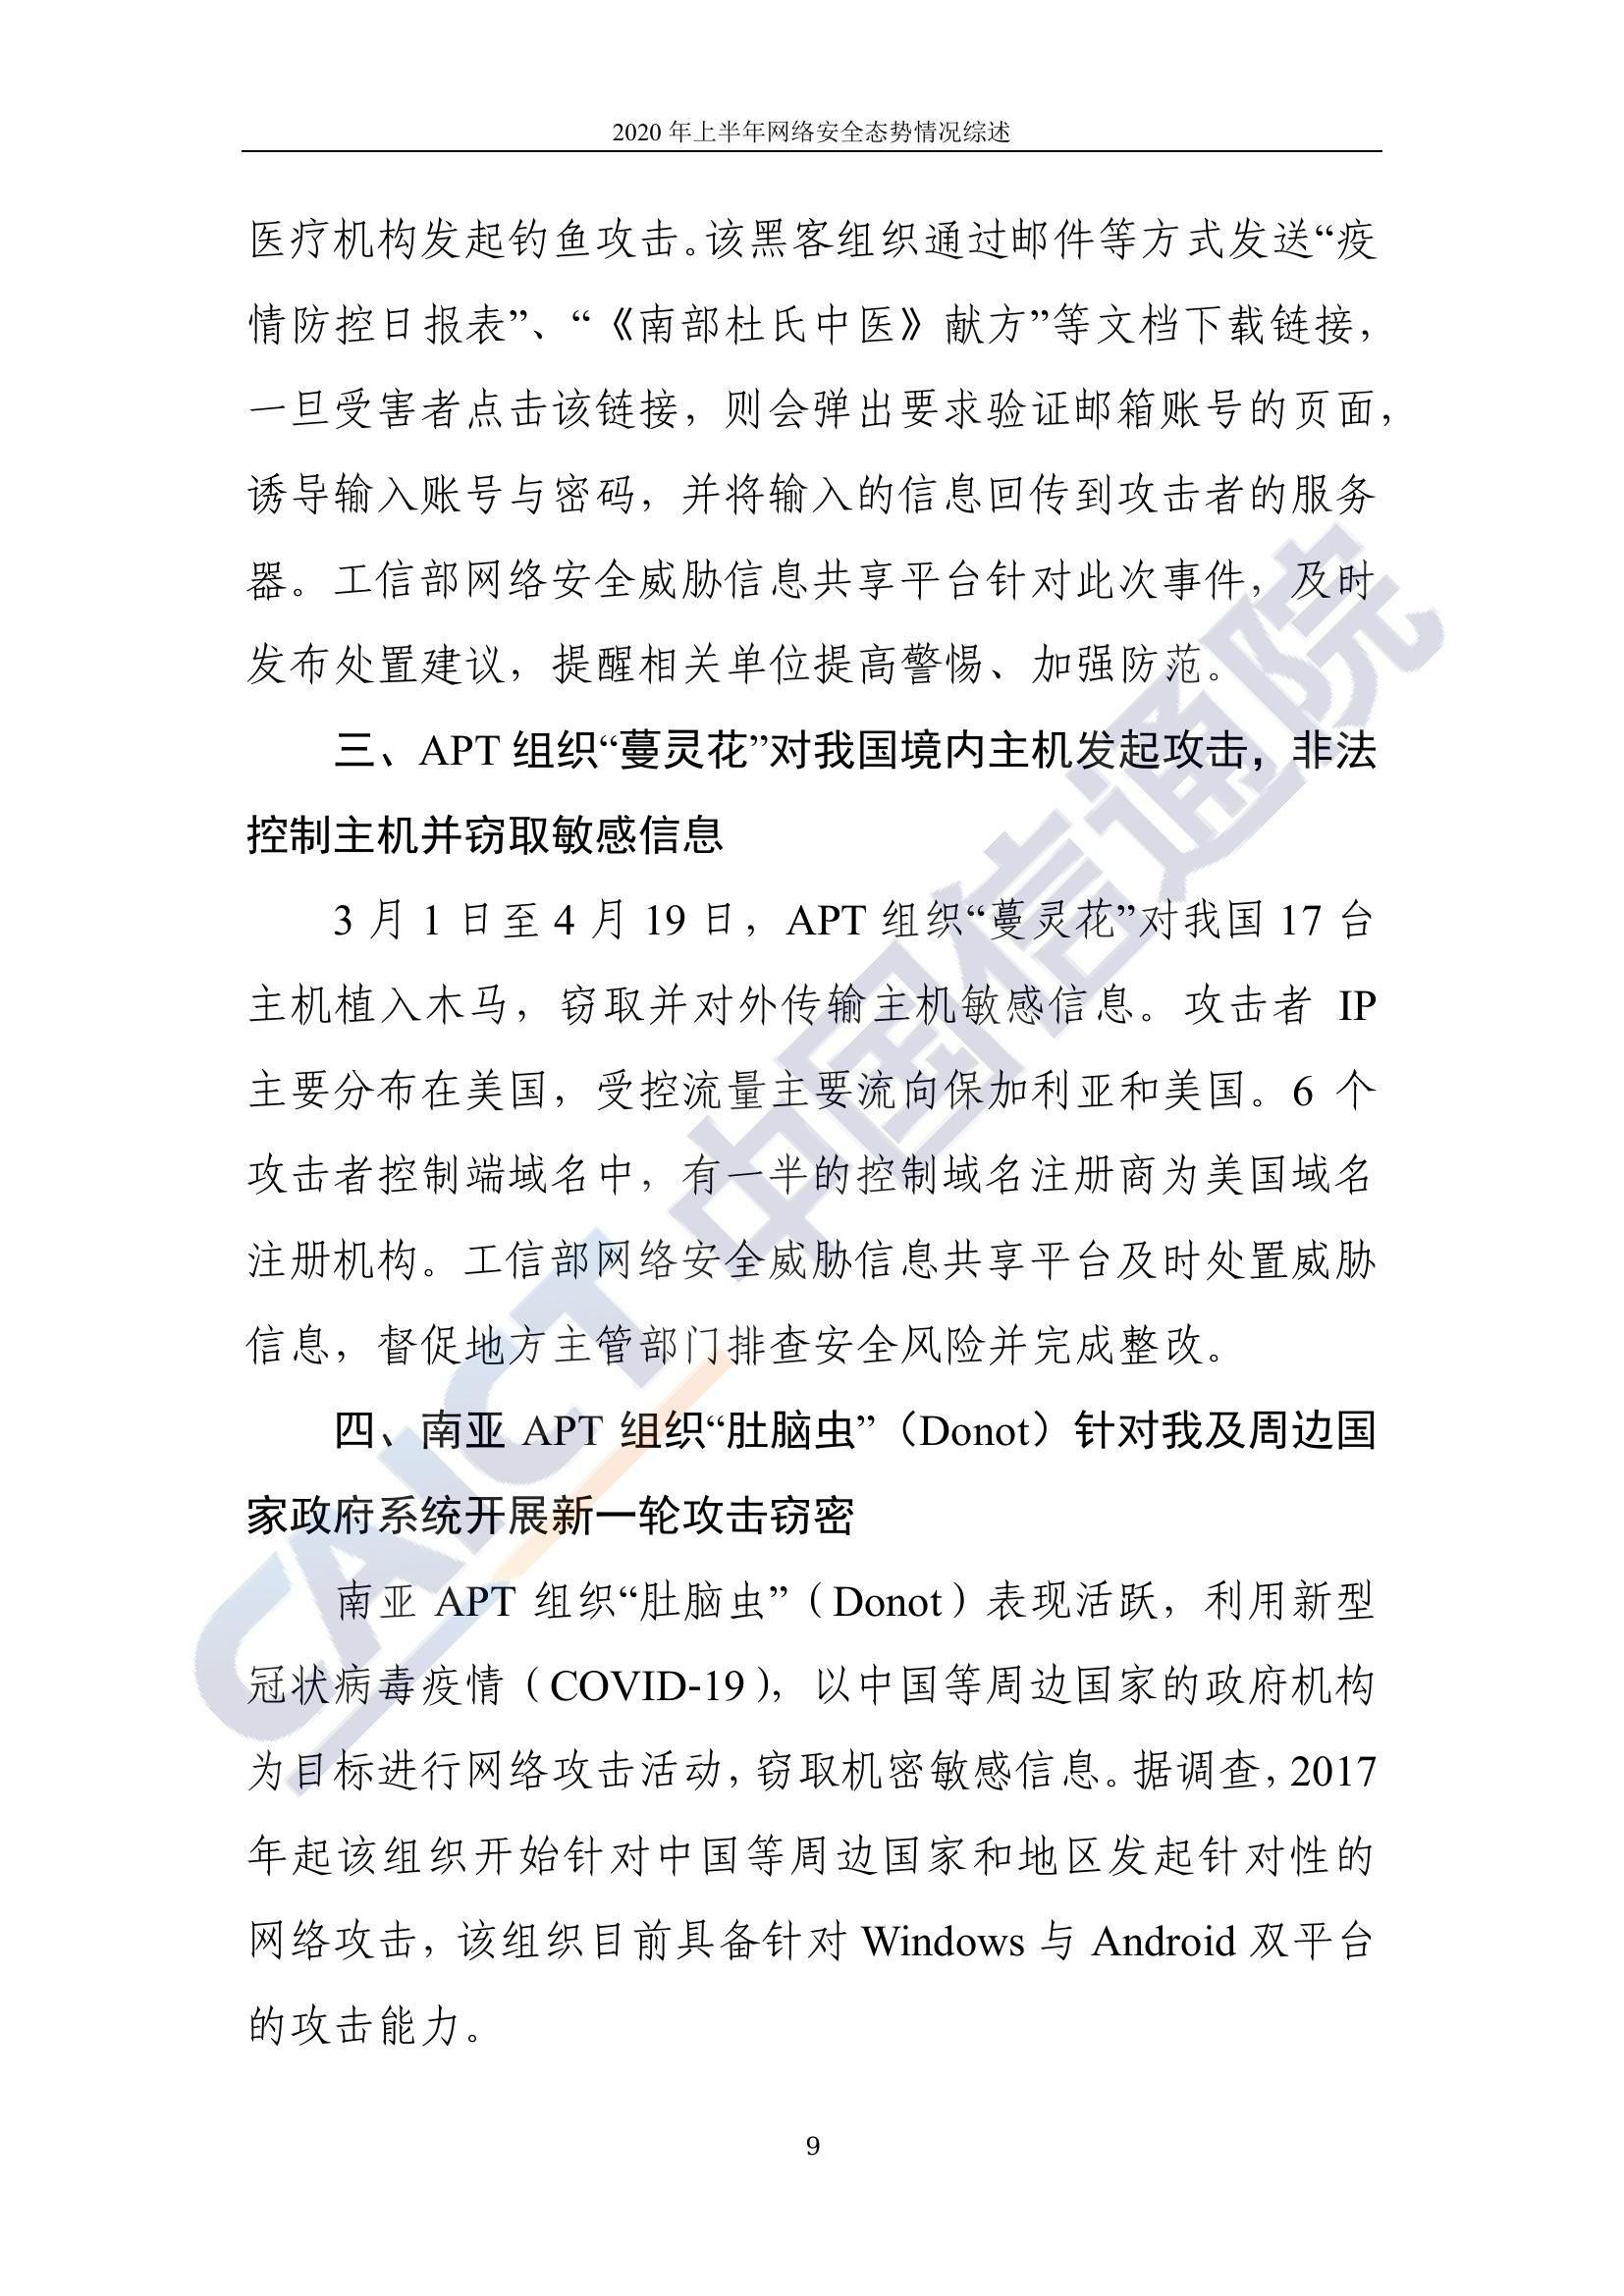 2020 年上半年网络安全态势情况综述
医疗机构发起钓鱼攻击。该黑客组织通过邮件等方式发送“疫
情防控日报表”、“《南部杜氏中医》献方”等文档下载链接，
一旦受害者点击该链接，则会弹出要求验证邮箱账号的页面，
诱导输入账号与密码，并将输入的信息回传到攻击者的服务
器。工信部网络安全威胁信息共享平台针对此次事件，及时
发布处置建议，提醒相关单位提高警惕、加强防范。
三、APT 组织“蔓灵花”对我国境内主机发起攻击，非法
控制主机并窃取敏感信息
3 月 1 日至 4 月 19 日，APT 组织“蔓灵花”对我国 17 台
主机植入木马，窃取并对外传输主机敏感信息。攻击者 IP
主要分布在美国，受控流量主要流向保加利亚和美国。6 个
攻击者控制端域名中，有一半的控制域名注册商为美国域名
注册机构。工信部网络安全威胁信息共享平台及时处置威胁
信息，督促地方主管部门排查安全风险并完成整改。
四、南亚 APT 组织“肚脑虫”（Donot）针对我及周边国
家政府系统开展新一轮攻击窃密
南亚 APT 组织“肚脑虫”（Donot）表现活跃，利用新型
冠状病毒疫情（COVID-19），以中国等周边国家的政府机构
为目标进行网络攻击活动，窃取机密敏感信息。据调查，2017
年起该组织开始针对中国等周边国家和地区发起针对性的
网络攻击，该组织目前具备针对 Windows 与 Android 双平台
的攻击能力。
CAICT 中国信通院
9